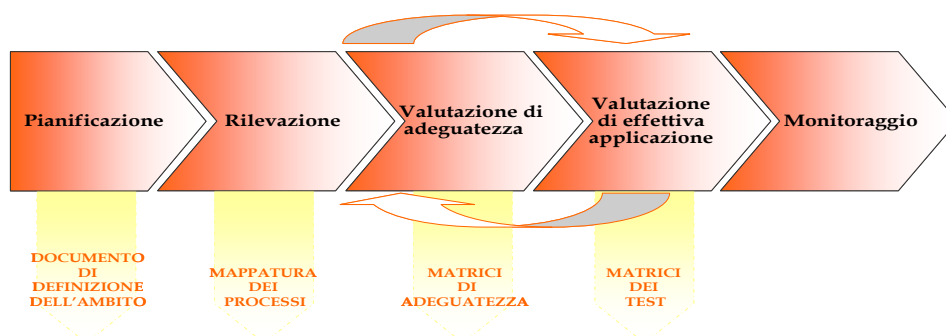 Pianificazione
Rilevazione
Valutazione di
adeguatezza
Valutazione
di effettiva
applicazione
Monitoraggio
DOCUMENTO
DI
DEFINIZIONE
DELL'AMBITO
MAPPATURA
DEI
PROCESSI
MATRICI
DI
ADEGUATEZZA
MATRICI
DEI
TEST